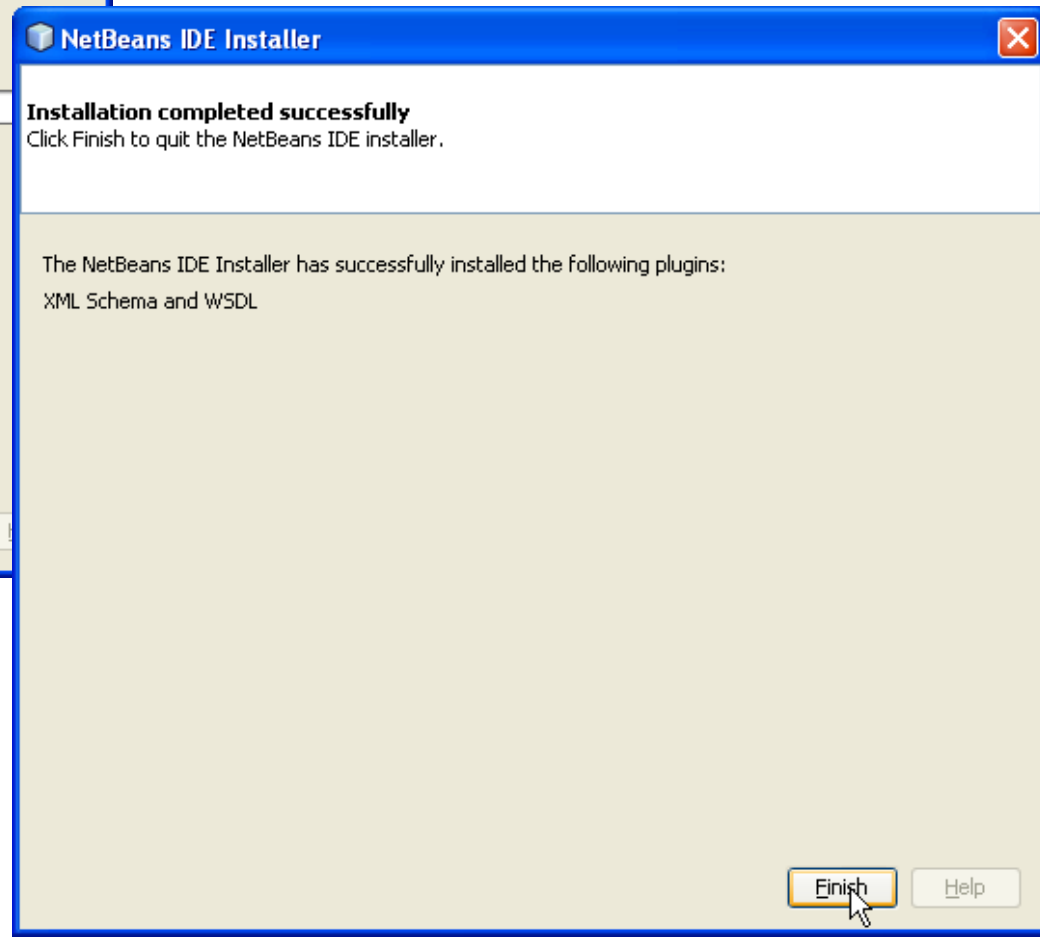 NetBeans IDE Installer
Installation completed successfully
Click Finish to quit the NetBeans IDE installer.
The NetBeans IDE Installer has successfully installed the following plugins:
XML Schema and WSDL
Finish
Help